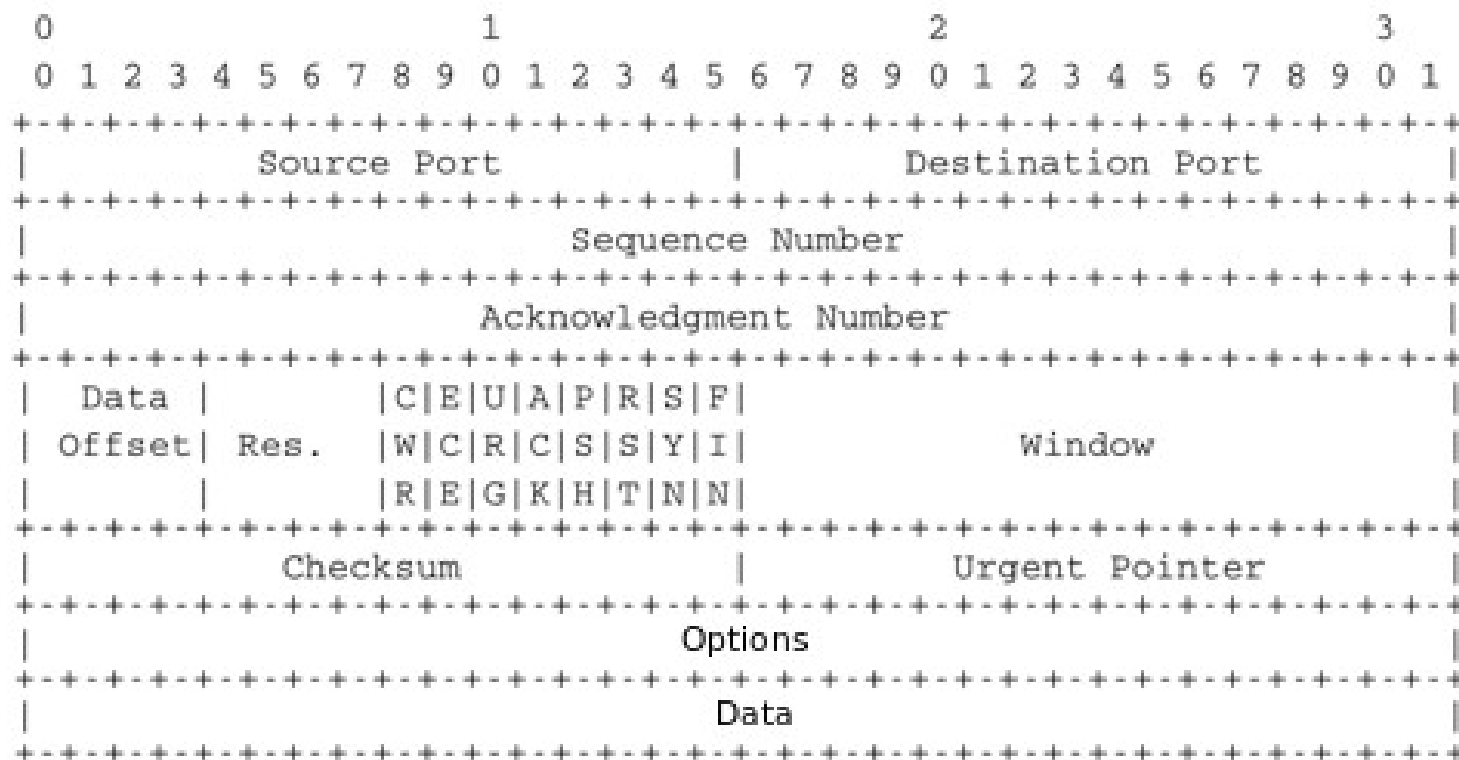 0 1 2 3
0 1 2 3 4 5 6 7 8 9 0 1 2 3 4 5 6 7 8 9 0 1 2 3 4 5 6 7 8 9 0 1
+-+-+-+-+-+-+-+-+-+-+-+-+-+-+-+-+-+-+-+-+-+-+-+-+-+-+-+-+-+-+-+-+
| Source Port | Destination Port |
+-+-+-+-+-+-+-+-+-+-+-+-+-+-+-+-+-+-+-+-+-+-+-+-+-+-+-+-+-+-+-+-+
| Sequence Number |
+-+-+-+-+-+-+-+-+-+-+-+-+-+-+-+-+-+-+-+-+-+-+-+-+-+-+-+-+-+-+-+-+
| Acknowledgment Number |
+-+-+-+-+-+-+-+-+-+-+-+-+-+-+-+-+-+-+-+-+-+-+-+-+-+-+-+-+-+-+-+-+
| Data | |C|E|U|A|P|R|S|F| |
| Offset| Res. |W|C|R|C|S|S|Y|I| Window |
| | |R|E|G|K|H|T|N|N| |
+-+-+-+-+-+-+-+-+-+-+-+-+-+-+-+-+-+-+-+-+-+-+-+-+-+-+-+-+-+-+-+-+
| Checksum | Urgent Pointer |
+-+-+-+-+-+-+-+-+-+-+-+-+-+-+-+-+-+-+-+-+-+-+-+-+-+-+-+-+-+-+-+-+
| Options |
+-+-+-+-+-+-+-+-+-+-+-+-+-+-+-+-+-+-+-+-+-+-+-+-+-+-+-+-+-+-+-+-+
| Data |
+-+-+-+-+-+-+-+-+-+-+-+-+-+-+-+-+-+-+-+-+-+-+-+-+-+-+-+-+-+-+-+-+